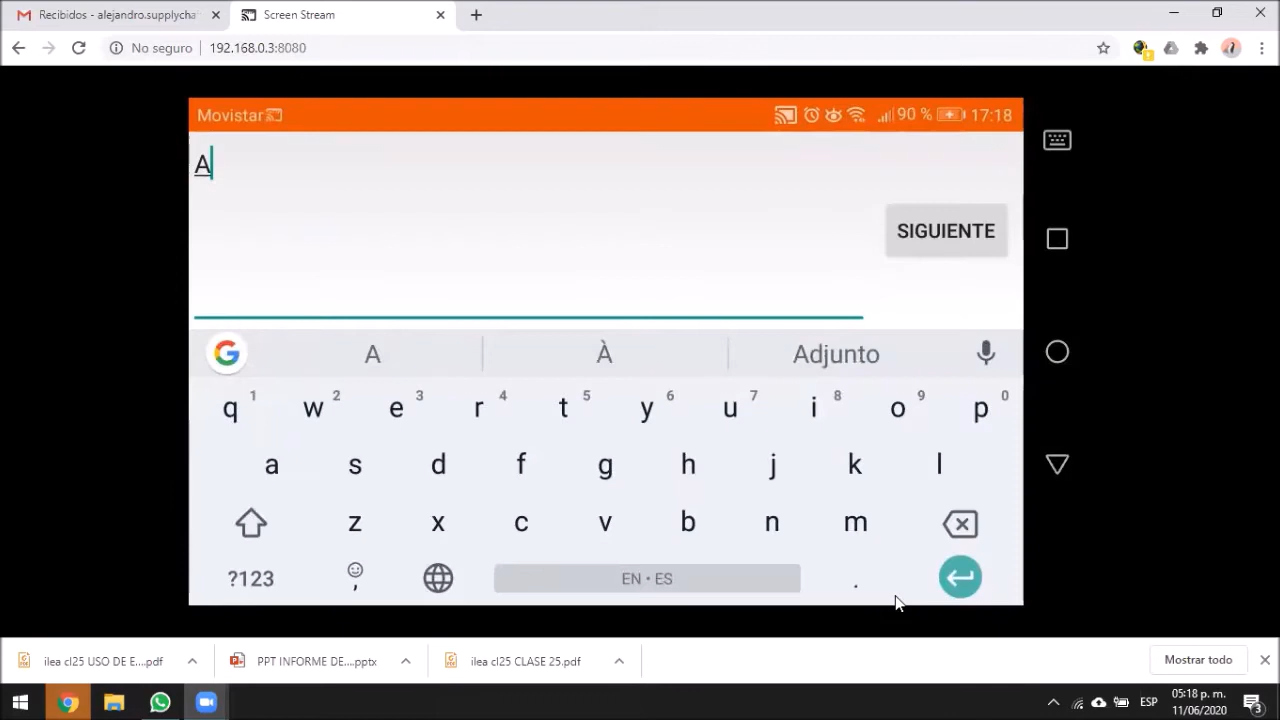 Recibidos - alejandro.supplycha
Screen Stream
No seguro
192.168.0.3:8080
Movistar
90 %
17:18
A
SIGUIENTE
A
À
Adjunto
q 1 w 2 e 3 r 4 t 5 y 6 u 7 i 8 o 9 p 0
a s d f g h j k l
z x c v b n m
?123 , EN • ES .
ilea cl25 USO DE E....pdf
PPT INFORME DE....pptx
ilea cl25 CLASE 25.pdf
Mostrar todo
ESP
05:18 p. m.
11/06/2020
3